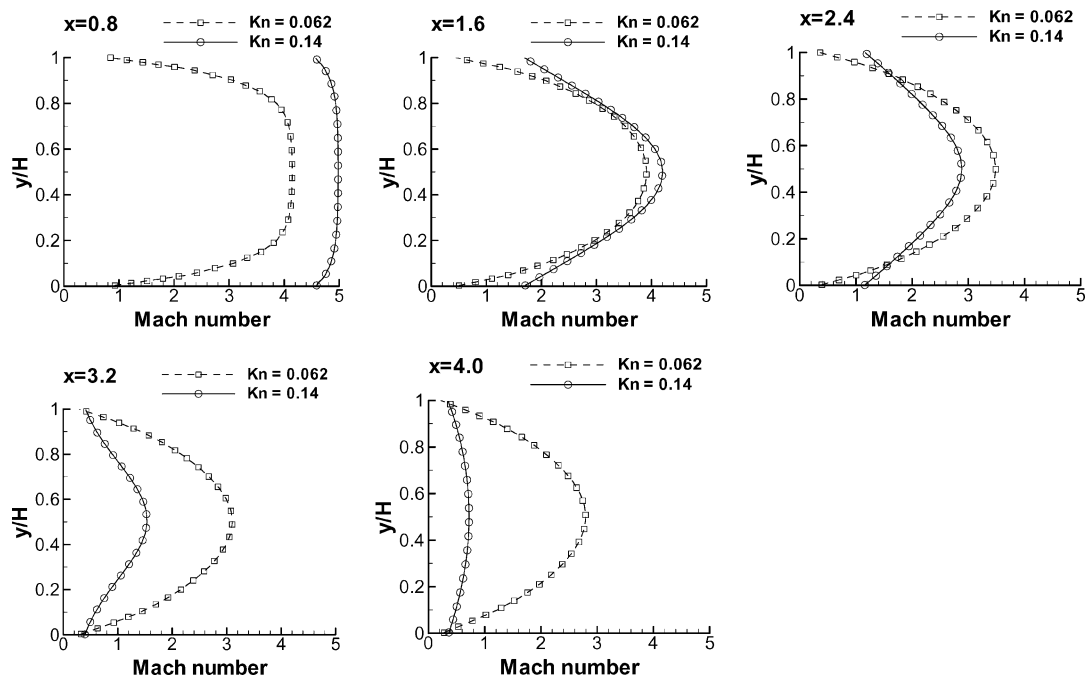 x=0.8
Kn = 0.062
Kn = 0.14
1
0.8
0.6
0.4
0.2
0
y/H
0 1 2 3 4 5
Mach number
x=1.6
Kn = 0.062
Kn = 0.14
1
0.8
0.6
0.4
0.2
0
y/H
0 1 2 3 4 5
Mach number
x=2.4
Kn = 0.062
Kn = 0.14
1
0.8
0.6
0.4
0.2
0
y/H
0 1 2 3 4 5
Mach number
x=3.2
Kn = 0.062
Kn = 0.14
1
0.8
0.6
0.4
0.2
0
y/H
0 1 2 3 4 5
Mach number
x=4.0
Kn = 0.062
Kn = 0.14
1
0.8
0.6
0.4
0.2
0
y/H
0 1 2 3 4 5
Mach number